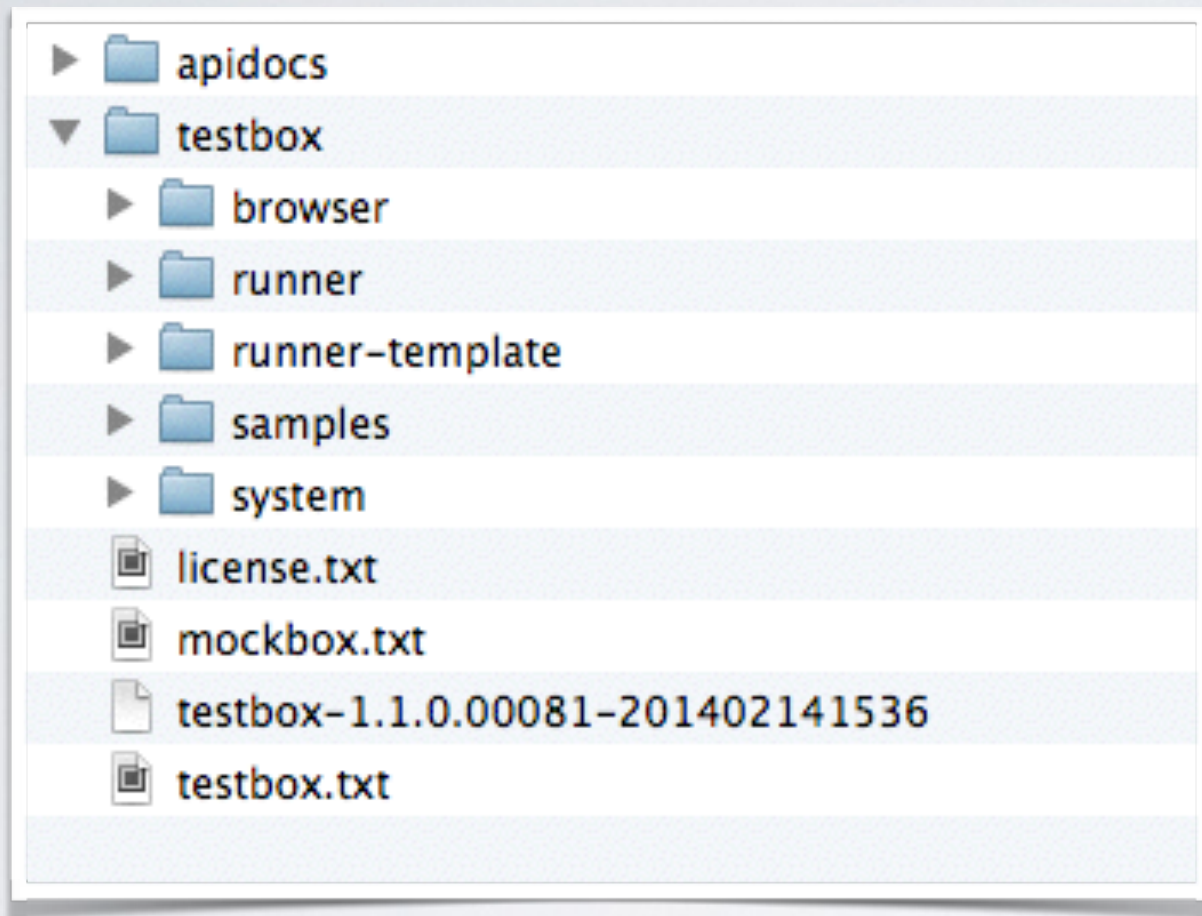 apidocs
testbox
browser
runner
runner-template
samples
system
license.txt
mockbox.txt
testbox-1.1.0.00081-201402141536
testbox.txt